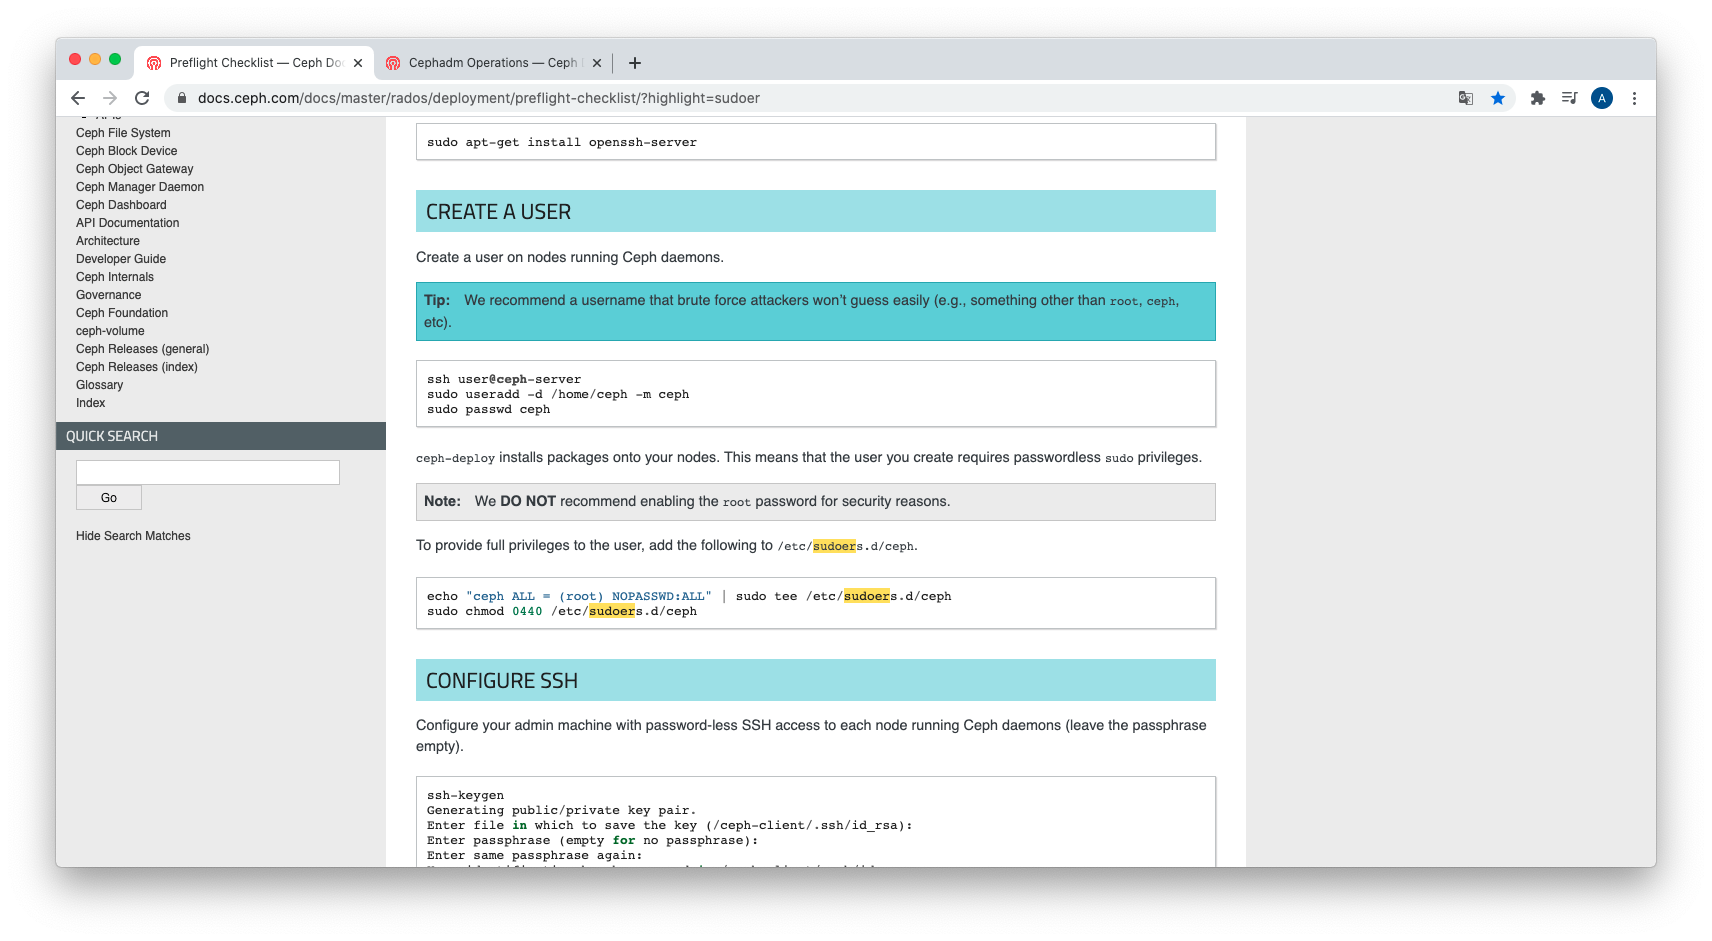 Preflight Checklist — Ceph Do
Cephadm Operations — Ceph
docs.ceph.com/docs/master/rados/deployment/preflight-checklist/?highlight=sudoer
A
Ceph File System
Ceph Block Device
Ceph Object Gateway
Ceph Manager Daemon
Ceph Dashboard
API Documentation
Architecture
Developer Guide
Ceph Internals
Governance
Ceph Foundation
ceph-volume
Ceph Releases (general)
Ceph Releases (index)
Glossary
Index
QUICK SEARCH
Go
Hide Search Matches
sudo apt-get install openssh-server
CREATE A USER
Create a user on nodes running Ceph daemons.
Tip: We recommend a username that brute force attackers won’t guess easily (e.g., something other than root, ceph,
etc).
ssh user@ceph-server
sudo useradd -d /home/ceph -m ceph
sudo passwd ceph
ceph-deploy installs packages onto your nodes. This means that the user you create requires passwordless sudo privileges.
Note: We DO NOT recommend enabling the root password for security reasons.
To provide full privileges to the user, add the following to /etc/sudoers.d/ceph.
echo "ceph ALL = (root) NOPASSWD:ALL" | sudo tee /etc/sudoers.d/ceph
sudo chmod 0440 /etc/sudoers.d/ceph
CONFIGURE SSH
Configure your admin machine with password-less SSH access to each node running Ceph daemons (leave the passphrase
empty).
ssh-keygen
Generating public/private key pair.
Enter file in which to save the key (/ceph-client/.ssh/id_rsa):
Enter passphrase (empty for no passphrase):
Enter same passphrase again: